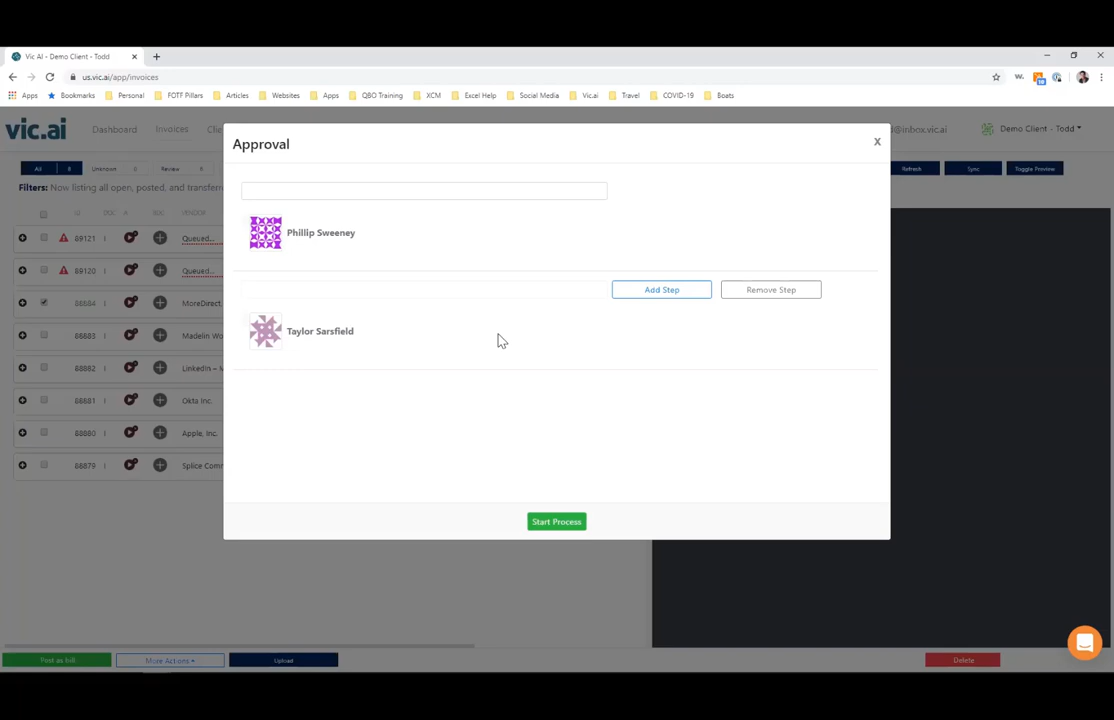 Vic AI - Demo Client - Todd
us.vic.ai/app/invoices
Apps Bookmarks Personal FOTF Pillars Articles Websites Apps QBO Training XCM Excel Help Social Media Vic.ai Travel COVID-19 Boats
vic.ai Dashboard Invoices @inbox.vic.ai Demo Client - Todd
Approval X
All 8 Unknown 0 Review 8 Refresh Sync Toggle Preview
Filters: Now listing all open, posted, and transferre
ID A VENDOR
Phillip Sweeney
89121 Queued...
89120 Queued...
Add Step Remove Step
88884 MoreDirect
Taylor Sarsfield
88883 Madelin Wo
88882 LinkedIn –
88881 Okta Inc.
88880 Apple, Inc.
88879 Splice Com
Start Process
Post as bill More Actions Upload Delete